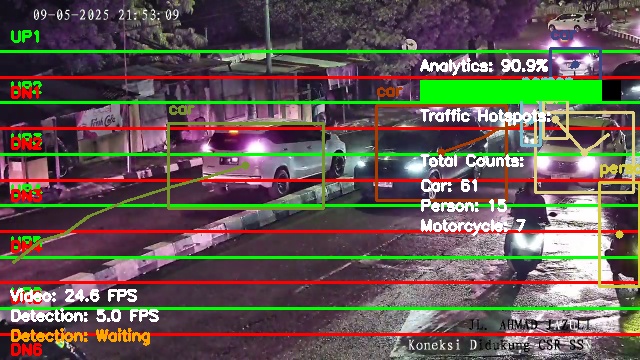 09-05-2025 21:53:09
UP1
Analytics: 90.9%
DN1
car
car
Traffic Hotspots:
DN2
Total Counts:
Car: 61
DN3
Person: 15
Motorcycle: 7
Video: 24.6 FPS
Detection: 5.0 FPS
JL. AHMAD
Detection: Waiting
Koneksi Didukung CSR SS
DN6